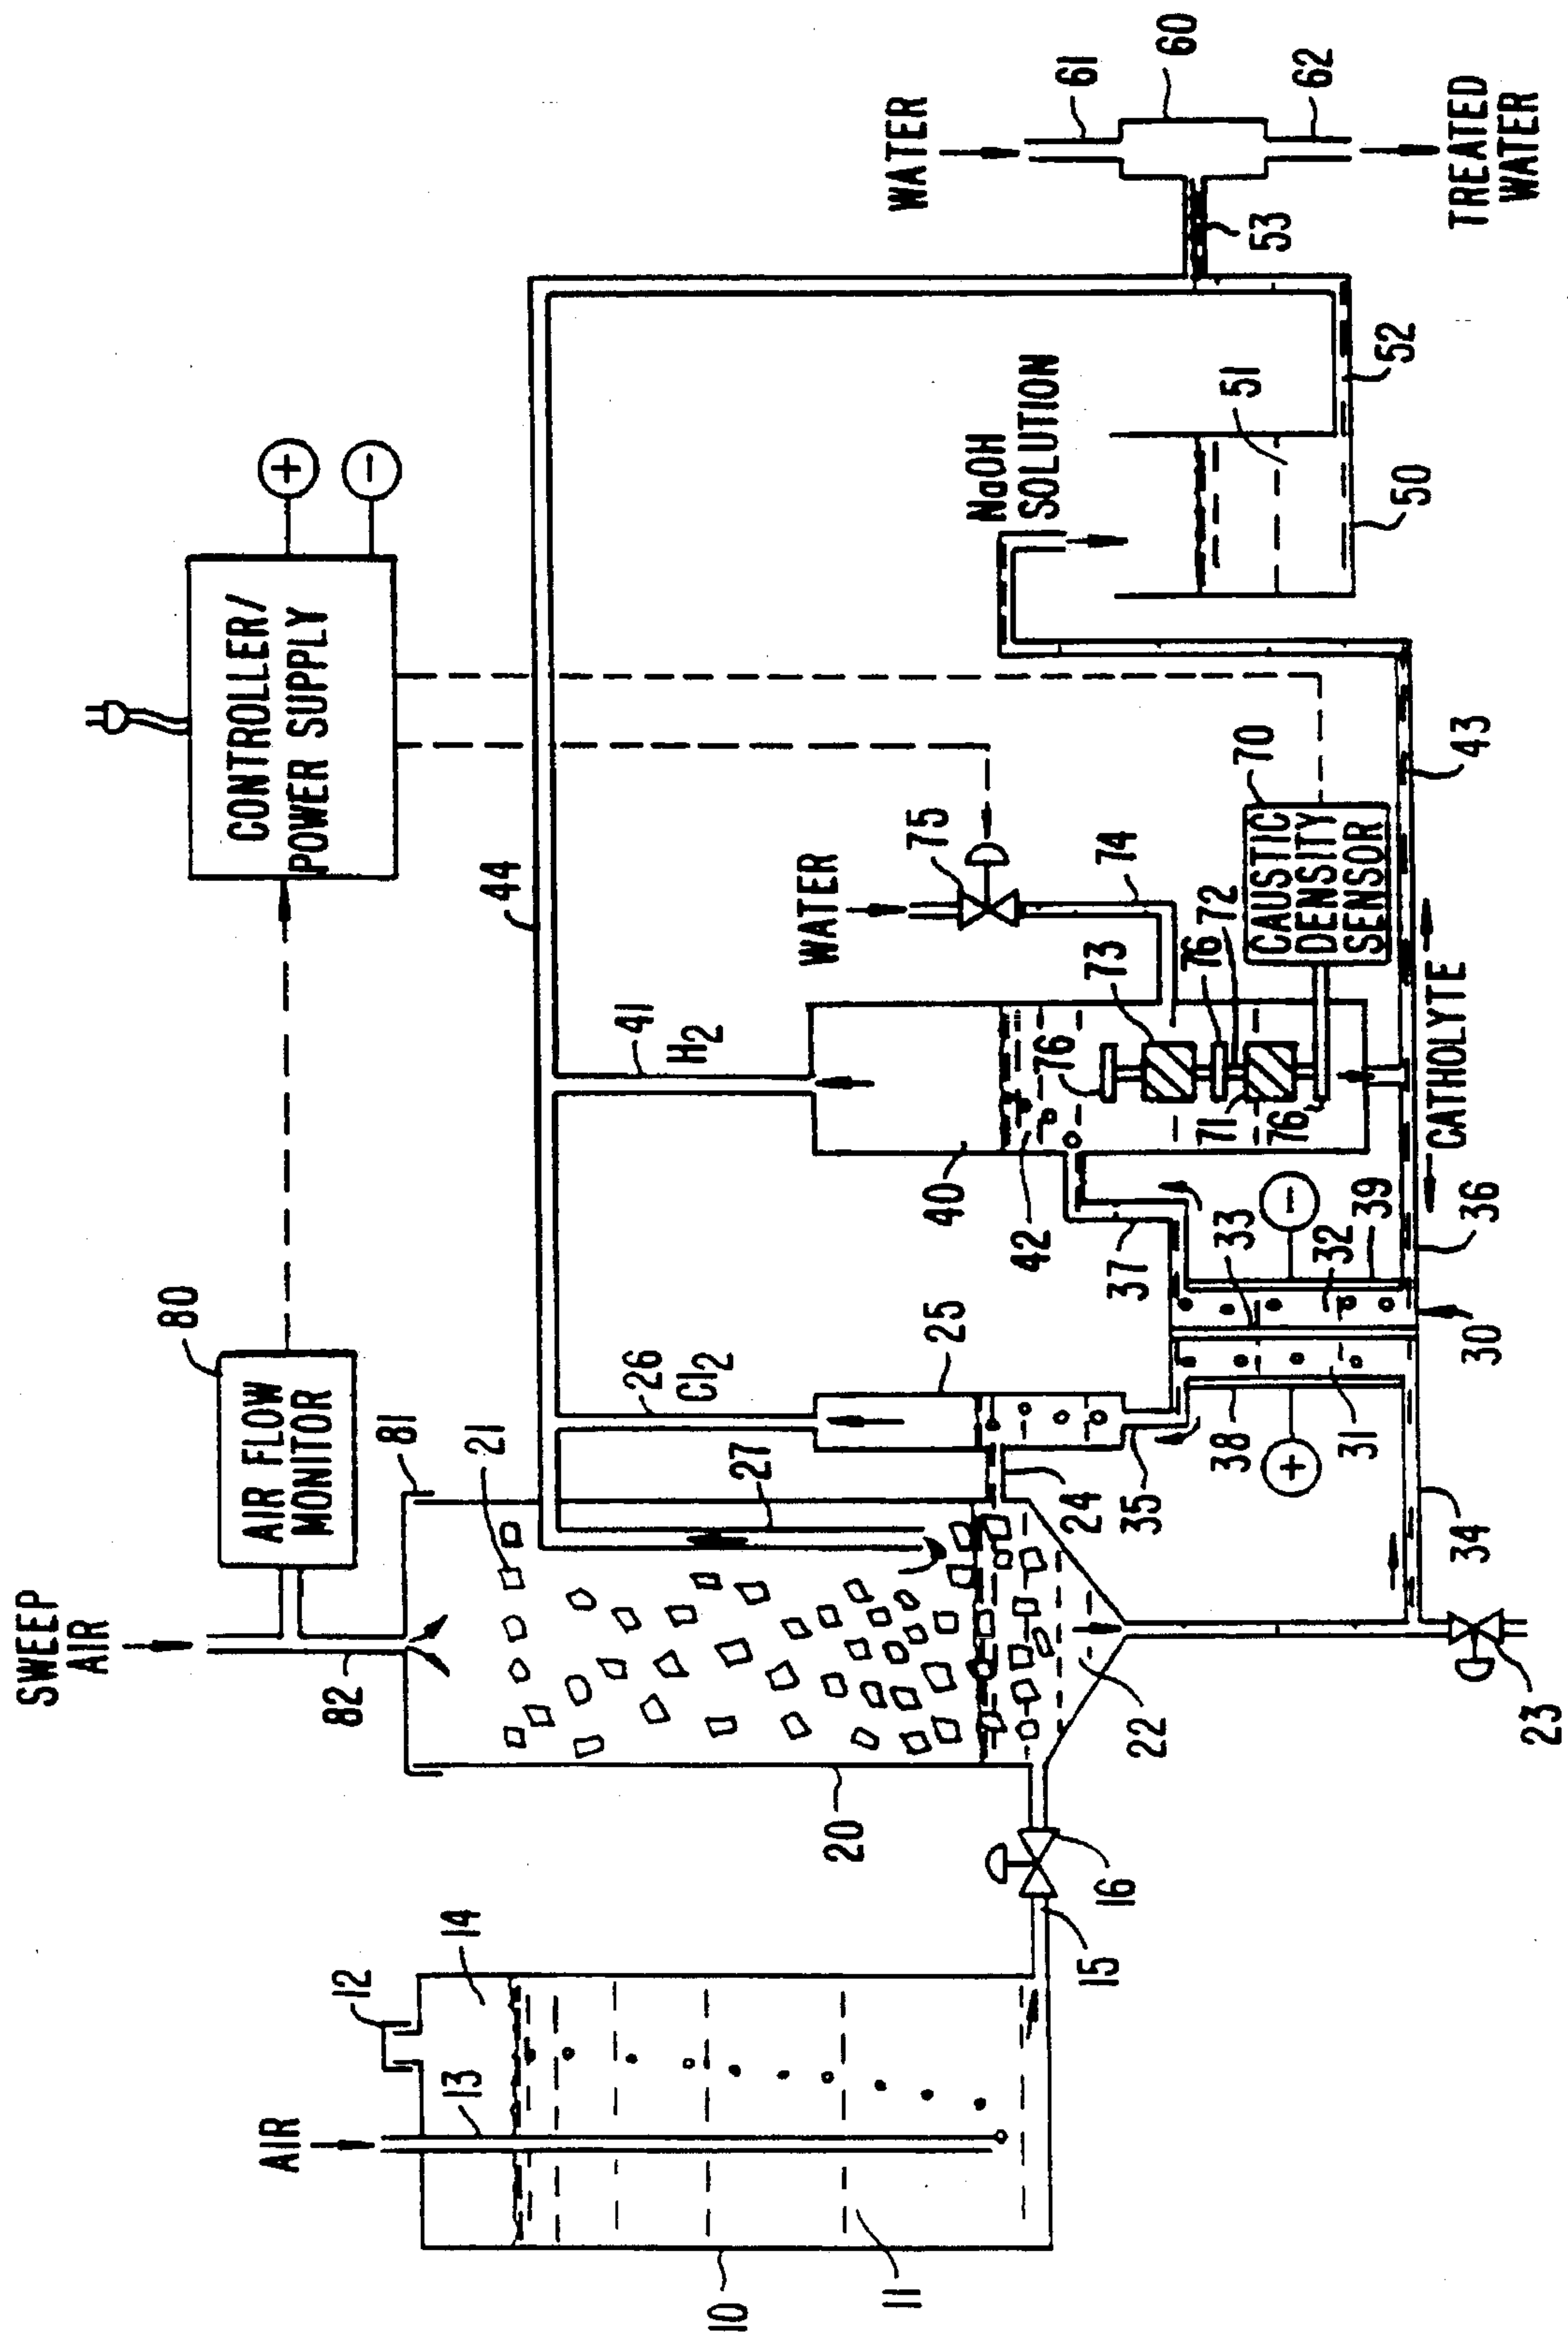 SWEEP
AIR
82
80
AIR FLOW
MONITOR
81
CONTROLLER/
POWER SUPPLY
+
-
AIR
13
12
14
10
11
15
16
20
21
27
22
23
24
25
26
Cl2
35
38
+
31
34
44
41
H2
40
42
37
33
-
32
39
30
36
CATHOLYTE
WATER
75
74
73
76
76
72
71
76
70
CAUSTIC
DENSITY
SENSOR
43
NaOH
SOLUTION
51
50
52
53
WATER
61
60
62
TREATED
WATER